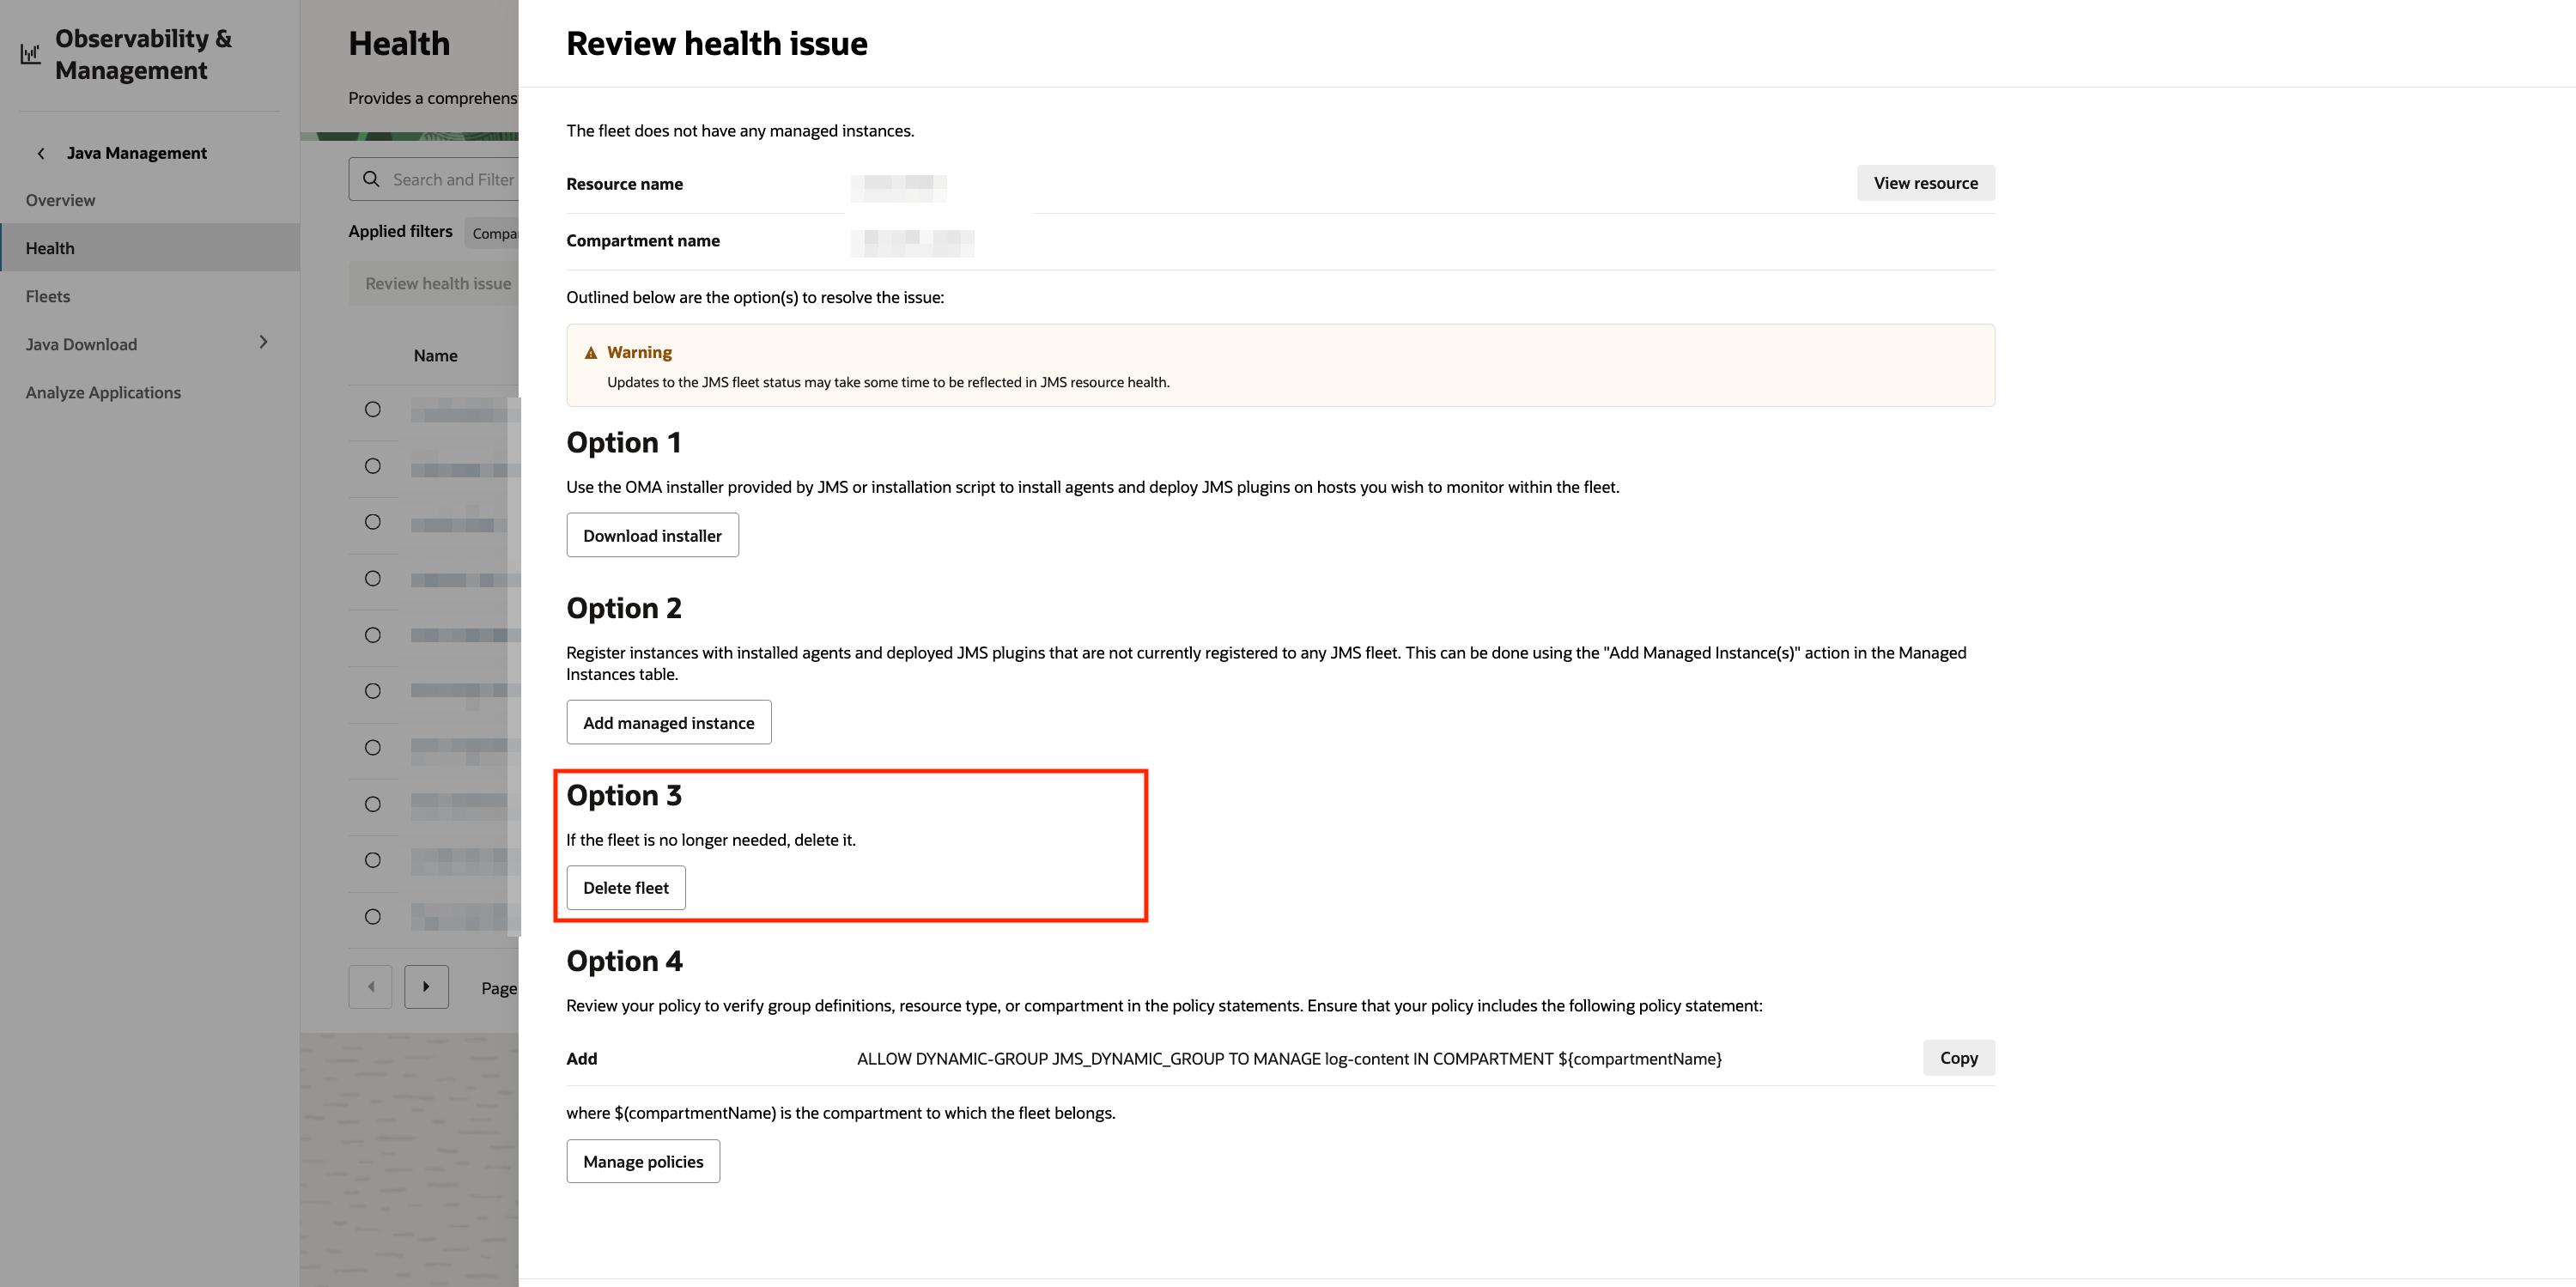 Observability &
Management
Java Management
Overview
Health
Fleets
Java Download
Analyze Applications
Health
Provides a comprehens
Search and Filter
Applied filters
Compa
Review health issue
Name
Page
Review health issue
The fleet does not have any managed instances.
Resource name
View resource
Compartment name
Outlined below are the option(s) to resolve the issue:
Warning
Updates to the JMS fleet status may take some time to be reflected in JMS resource health.
Option 1
Use the OMA installer provided by JMS or installation script to install agents and deploy JMS plugins on hosts you wish to monitor within the fleet.
Download installer
Option 2
Register instances with installed agents and deployed JMS plugins that are not currently registered to any JMS fleet. This can be done using the "Add Managed Instance(s)" action in the Managed
Instances table.
Add managed instance
Option 3
If the fleet is no longer needed, delete it.
Delete fleet
Option 4
Review your policy to verify group definitions, resource type, or compartment in the policy statements. Ensure that your policy includes the following policy statement:
Add ALLOW DYNAMIC-GROUP JMS_DYNAMIC_GROUP TO MANAGE log-content IN COMPARTMENT ${compartmentName} Copy
where $(compartmentName) is the compartment to which the fleet belongs.
Manage policies